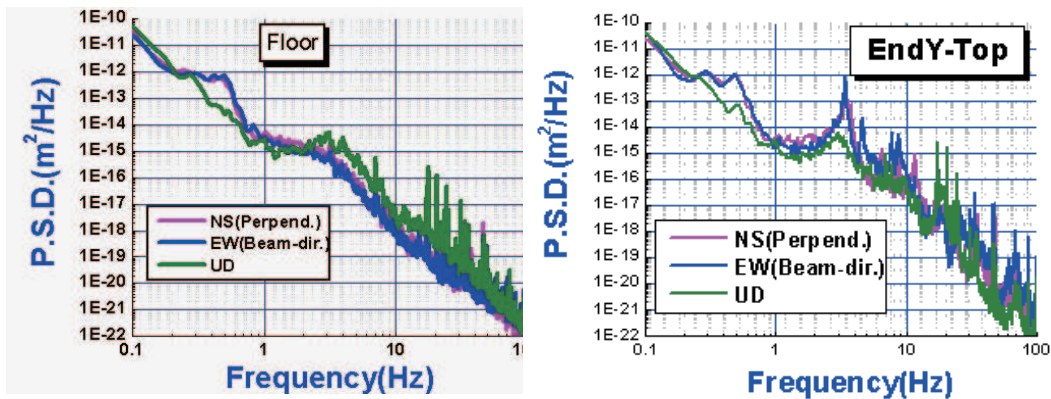 Floor
P.S.D.(m²/Hz)
1E-10
1E-11
1E-12
1E-13
1E-14
1E-15
1E-16
1E-17
1E-18
1E-19
1E-20
1E-21
1E-22
NS(Perpend.)
EW(Beam-dir.)
UD
0.1
1
10
Frequency(Hz)
EndY-Top
P.S.D.(m²/Hz)
1E-10
1E-11
1E-12
1E-13
1E-14
1E-15
1E-16
1E-17
1E-18
1E-19
1E-20
1E-21
1E-22
NS(Perpend.)
EW(Beam-dir.)
UD
0.1
1
10
100
Frequency(Hz)